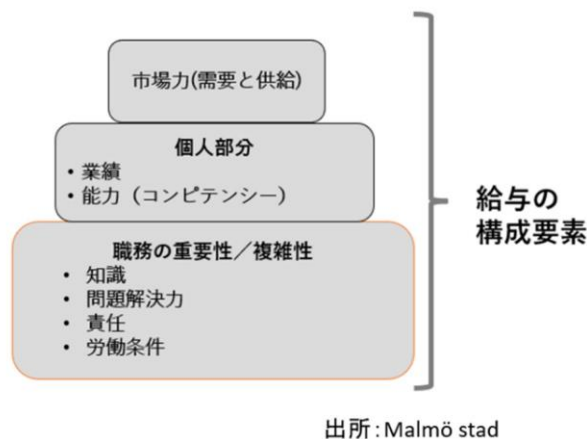 市場力(需要と供給)
個人部分
• 業績
• 能力（コンピテンシー）
職務の重要性／複雑性
• 知識
• 問題解決力
• 責任
• 労働条件
給与の
構成要素
出所：Malmö stad